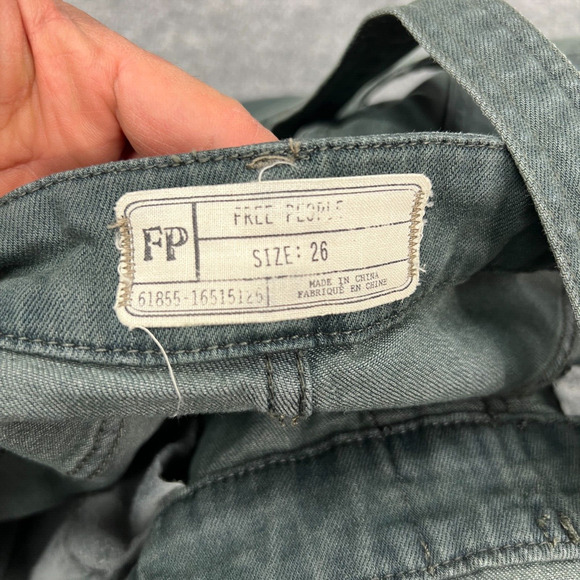 FP
FREE PEOPLE
SIZE: 26
61855-16515126
MADE IN CHINA
FABRIQUÉ EN CHINE